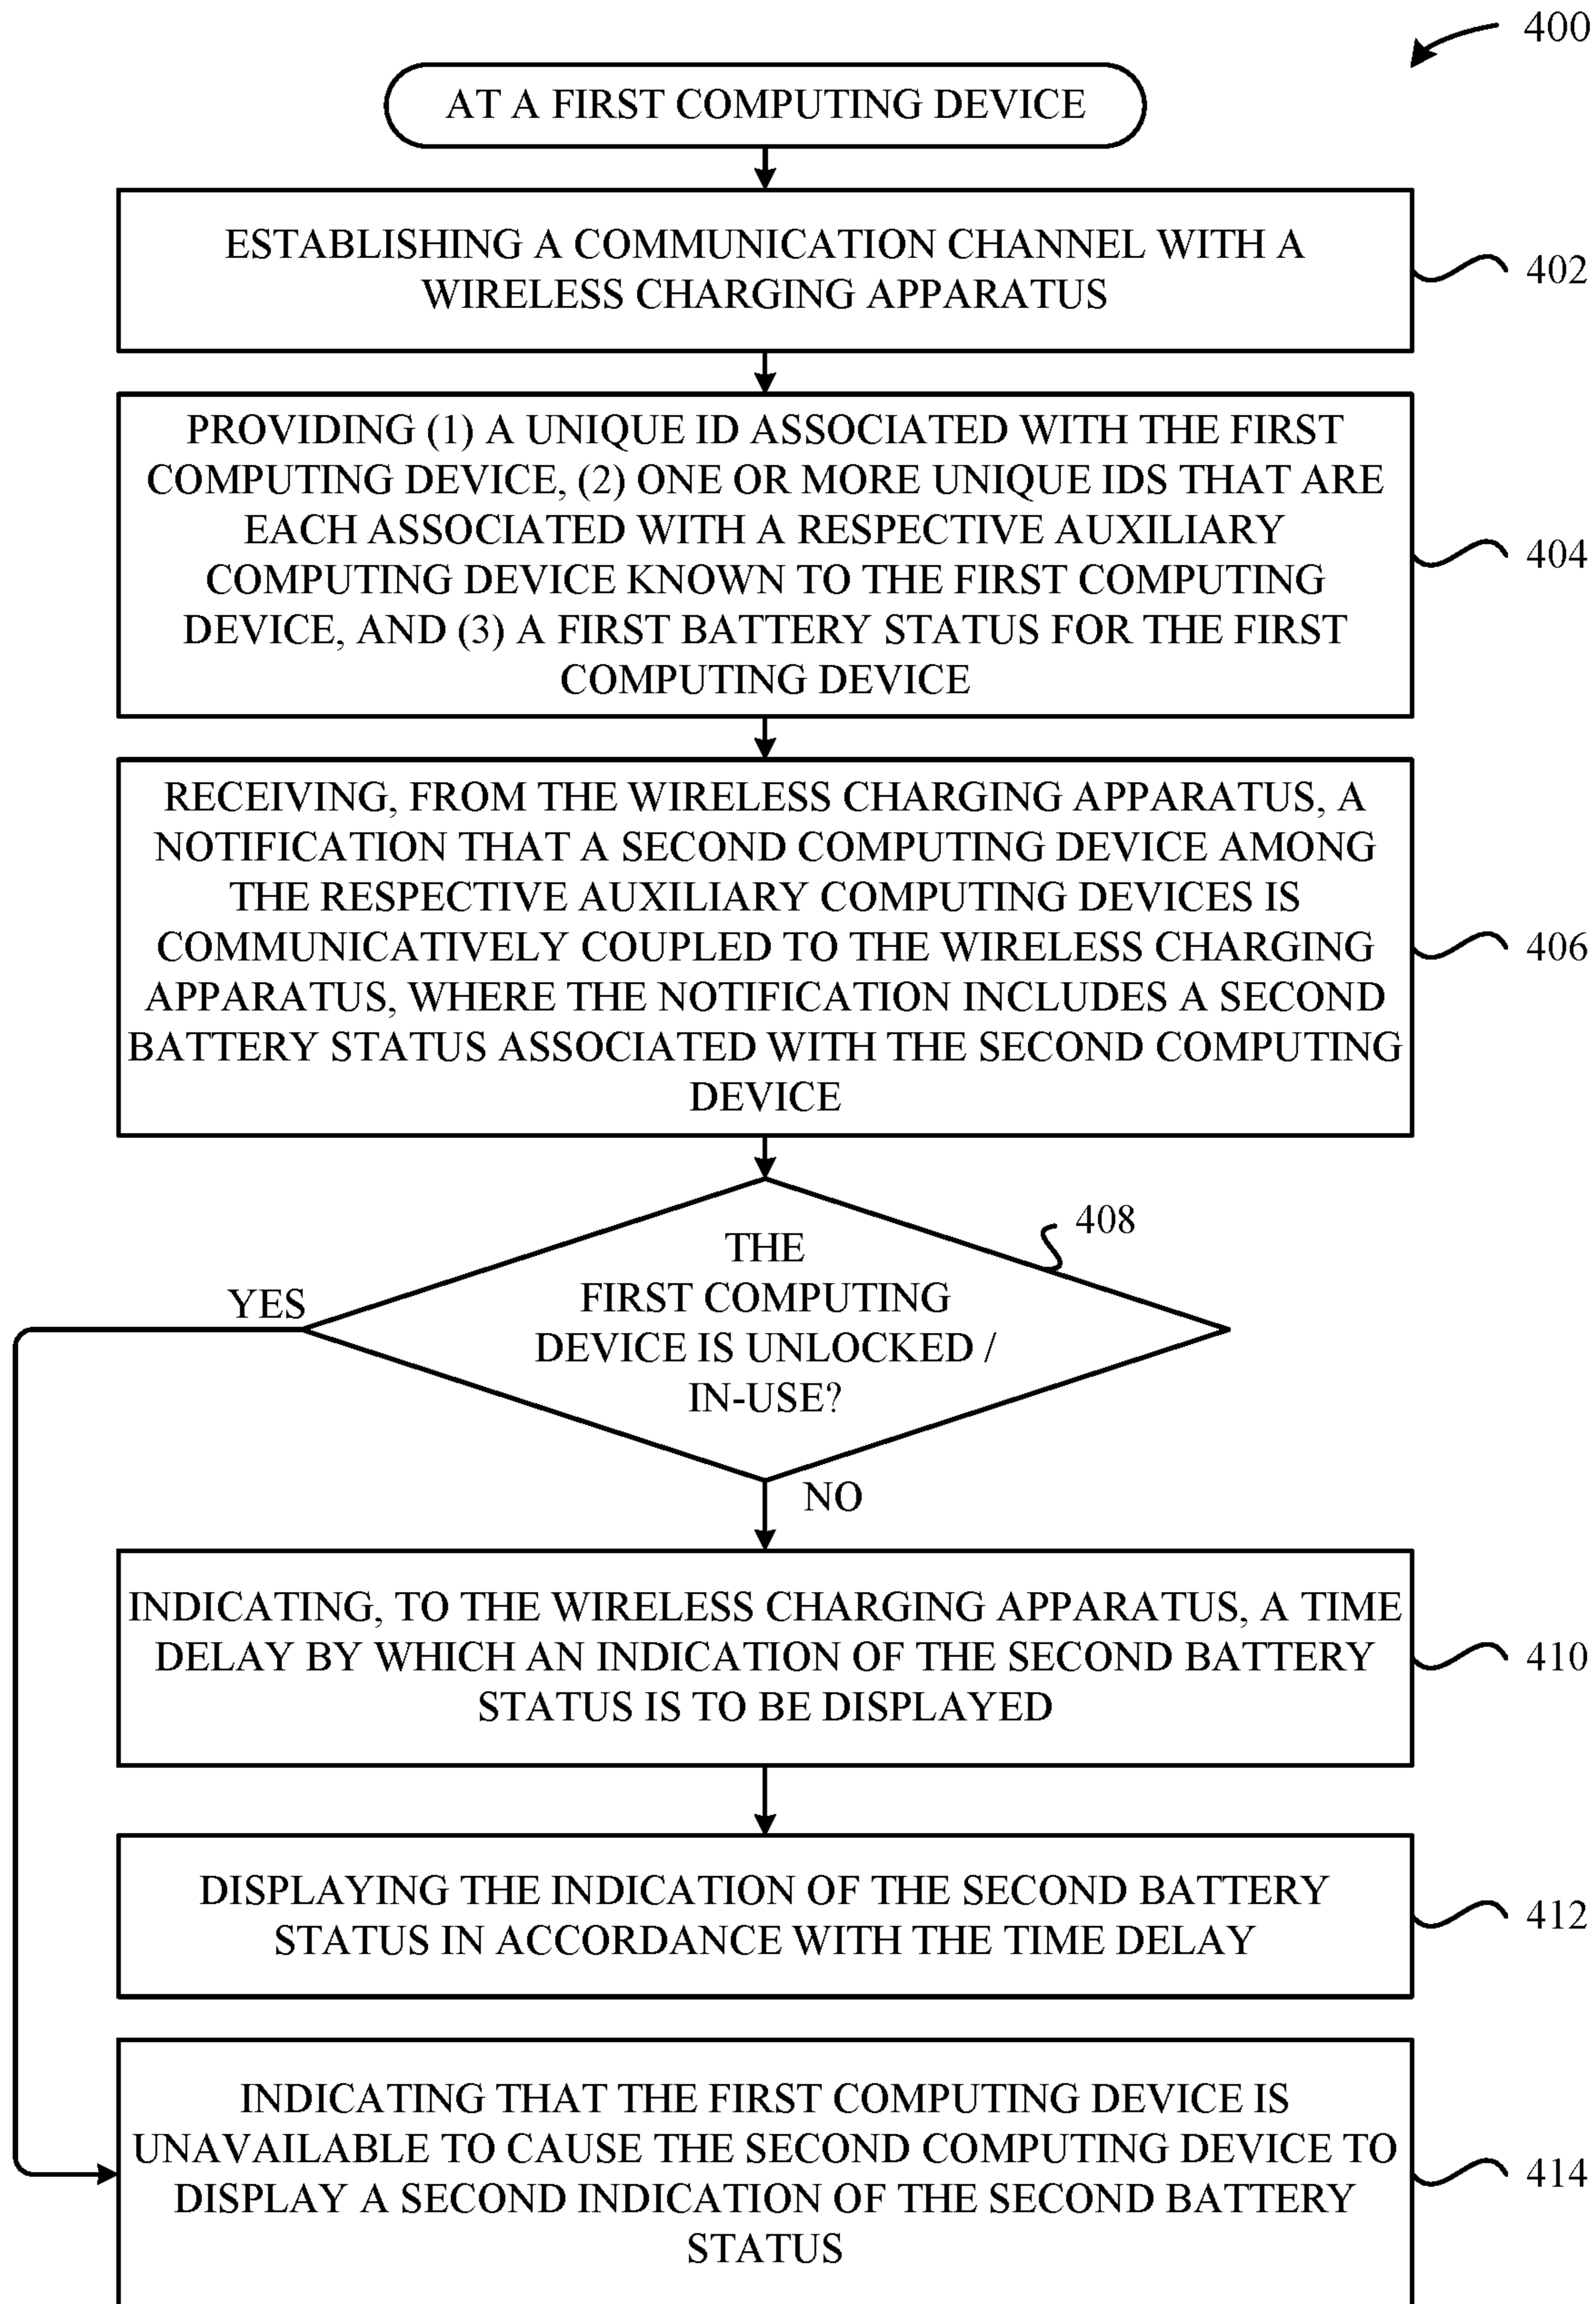 400
AT A FIRST COMPUTING DEVICE
ESTABLISHING A COMMUNICATION CHANNEL WITH A
WIRELESS CHARGING APPARATUS
402
PROVIDING (1) A UNIQUE ID ASSOCIATED WITH THE FIRST
COMPUTING DEVICE, (2) ONE OR MORE UNIQUE IDS THAT ARE
EACH ASSOCIATED WITH A RESPECTIVE AUXILIARY
COMPUTING DEVICE KNOWN TO THE FIRST COMPUTING
DEVICE, AND (3) A FIRST BATTERY STATUS FOR THE FIRST
COMPUTING DEVICE
404
RECEIVING, FROM THE WIRELESS CHARGING APPARATUS, A
NOTIFICATION THAT A SECOND COMPUTING DEVICE AMONG
THE RESPECTIVE AUXILIARY COMPUTING DEVICES IS
COMMUNICATIVELY COUPLED TO THE WIRELESS CHARGING
APPARATUS, WHERE THE NOTIFICATION INCLUDES A SECOND
BATTERY STATUS ASSOCIATED WITH THE SECOND COMPUTING
DEVICE
406
408
THE
FIRST COMPUTING
DEVICE IS UNLOCKED /
IN-USE?
YES
NO
INDICATING, TO THE WIRELESS CHARGING APPARATUS, A TIME
DELAY BY WHICH AN INDICATION OF THE SECOND BATTERY
STATUS IS TO BE DISPLAYED
410
DISPLAYING THE INDICATION OF THE SECOND BATTERY
STATUS IN ACCORDANCE WITH THE TIME DELAY
412
INDICATING THAT THE FIRST COMPUTING DEVICE IS
UNAVAILABLE TO CAUSE THE SECOND COMPUTING DEVICE TO
DISPLAY A SECOND INDICATION OF THE SECOND BATTERY
STATUS
414